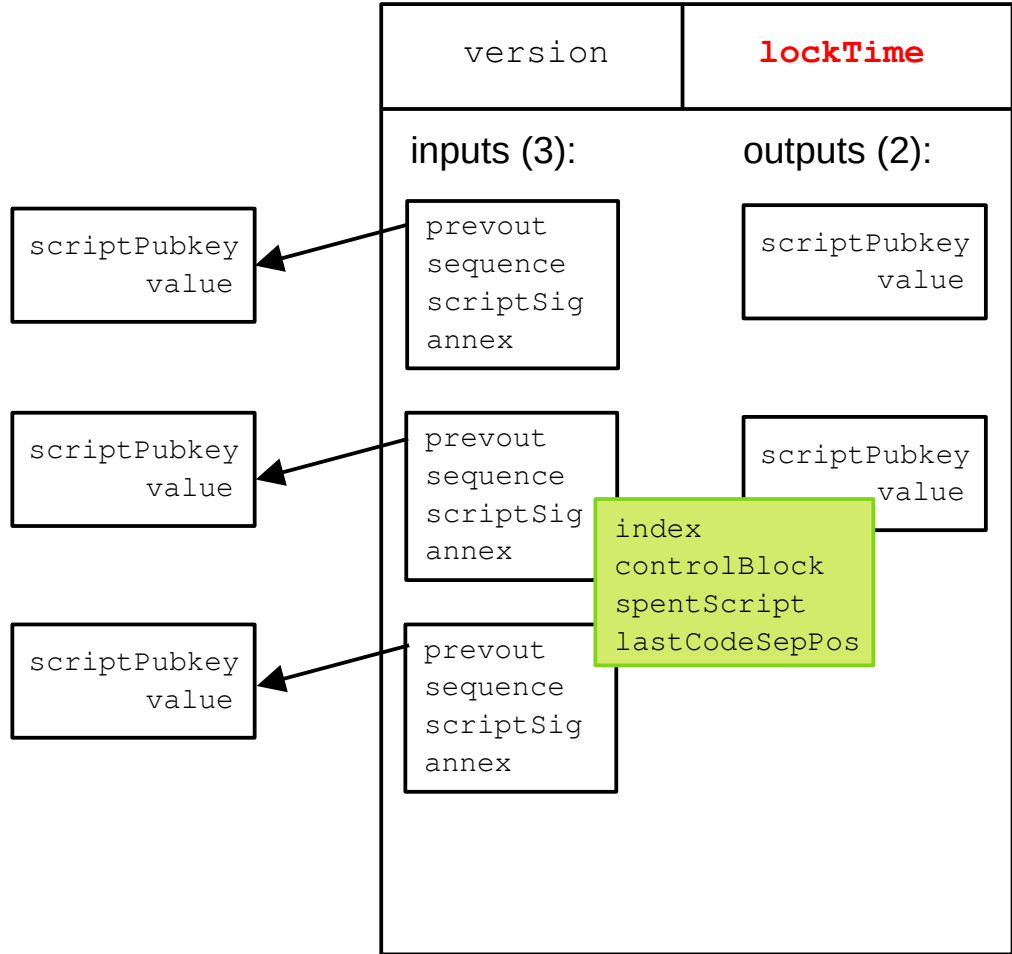 version
lockTime
inputs (3):
outputs (2):
scriptPubkey
value
prevout
sequence
scriptSig
annex
scriptPubkey
value
scriptPubkey
value
prevout
sequence
scriptSig
annex
scriptPubkey
value
index
controlBlock
spentScript
lastCodeSepPos
scriptPubkey
value
prevout
sequence
scriptSig
annex